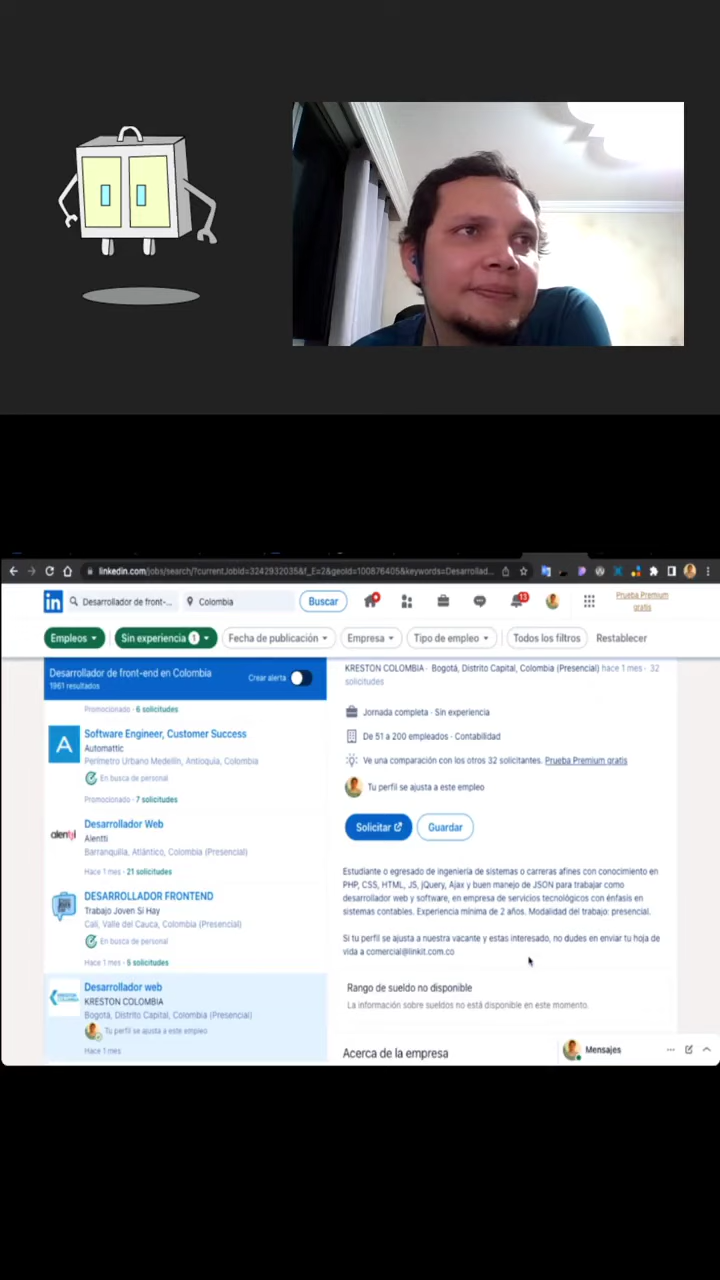 linkedin.com/jobs/search/?currentJobId=3242932035&f_E=2&geoId=100876405&keywords=Desarrollad...
in
Desarrollador de front-...
Colombia
Buscar
13
Prueba Premium
gratis
Empleos
Sin experiencia 1
Fecha de publicación
Empresa
Tipo de empleo
Todos los filtros
Restablecer
Desarrollador de front-end en Colombia
1961 resultados
Crear alerta
Promocionado · 6 solicitudes
A
Software Engineer, Customer Success
Automattic
Perímetro Urbano Medellín, Antioquia, Colombia
En busca de personal
Promocionado · 7 solicitudes
alentti
Desarrollador Web
Alentti
Barranquilla, Atlántico, Colombia (Presencial)
Hace 1 mes · 21 solicitudes
DESARROLLADOR FRONTEND
Trabajo Joven Sí Hay
Cali, Valle del Cauca, Colombia (Presencial)
En busca de personal
Hace 1 mes · 5 solicitudes
Desarrollador web
KRESTON COLOMBIA
Bogotá, Distrito Capital, Colombia (Presencial)
Tu perfil se ajusta a este empleo
Hace 1 mes
KRESTON COLOMBIA · Bogotá, Distrito Capital, Colombia (Presencial) hace 1 mes · 32
solicitudes
Jornada completa · Sin experiencia
De 51 a 200 empleados · Contabilidad
Ve una comparación con los otros 32 solicitantes. Prueba Premium gratis
Tu perfil se ajusta a este empleo
Solicitar
Guardar
Estudiante o egresado de ingeniería de sistemas o carreras afines con conocimiento en
PHP, CSS, HTML, JS, jQuery, Ajax y buen manejo de JSON para trabajar como
desarrollador web y software, en empresa de servicios tecnológicos con énfasis en
sistemas contables. Experiencia mínima de 2 años. Modalidad del trabajo: presencial.
Si tu perfil se ajusta a nuestra vacante y estas interesado, no dudes en enviar tu hoja de
vida a comercial@linkit.com.co
Rango de sueldo no disponible
La información sobre sueldos no está disponible en este momento.
Acerca de la empresa
Mensajes